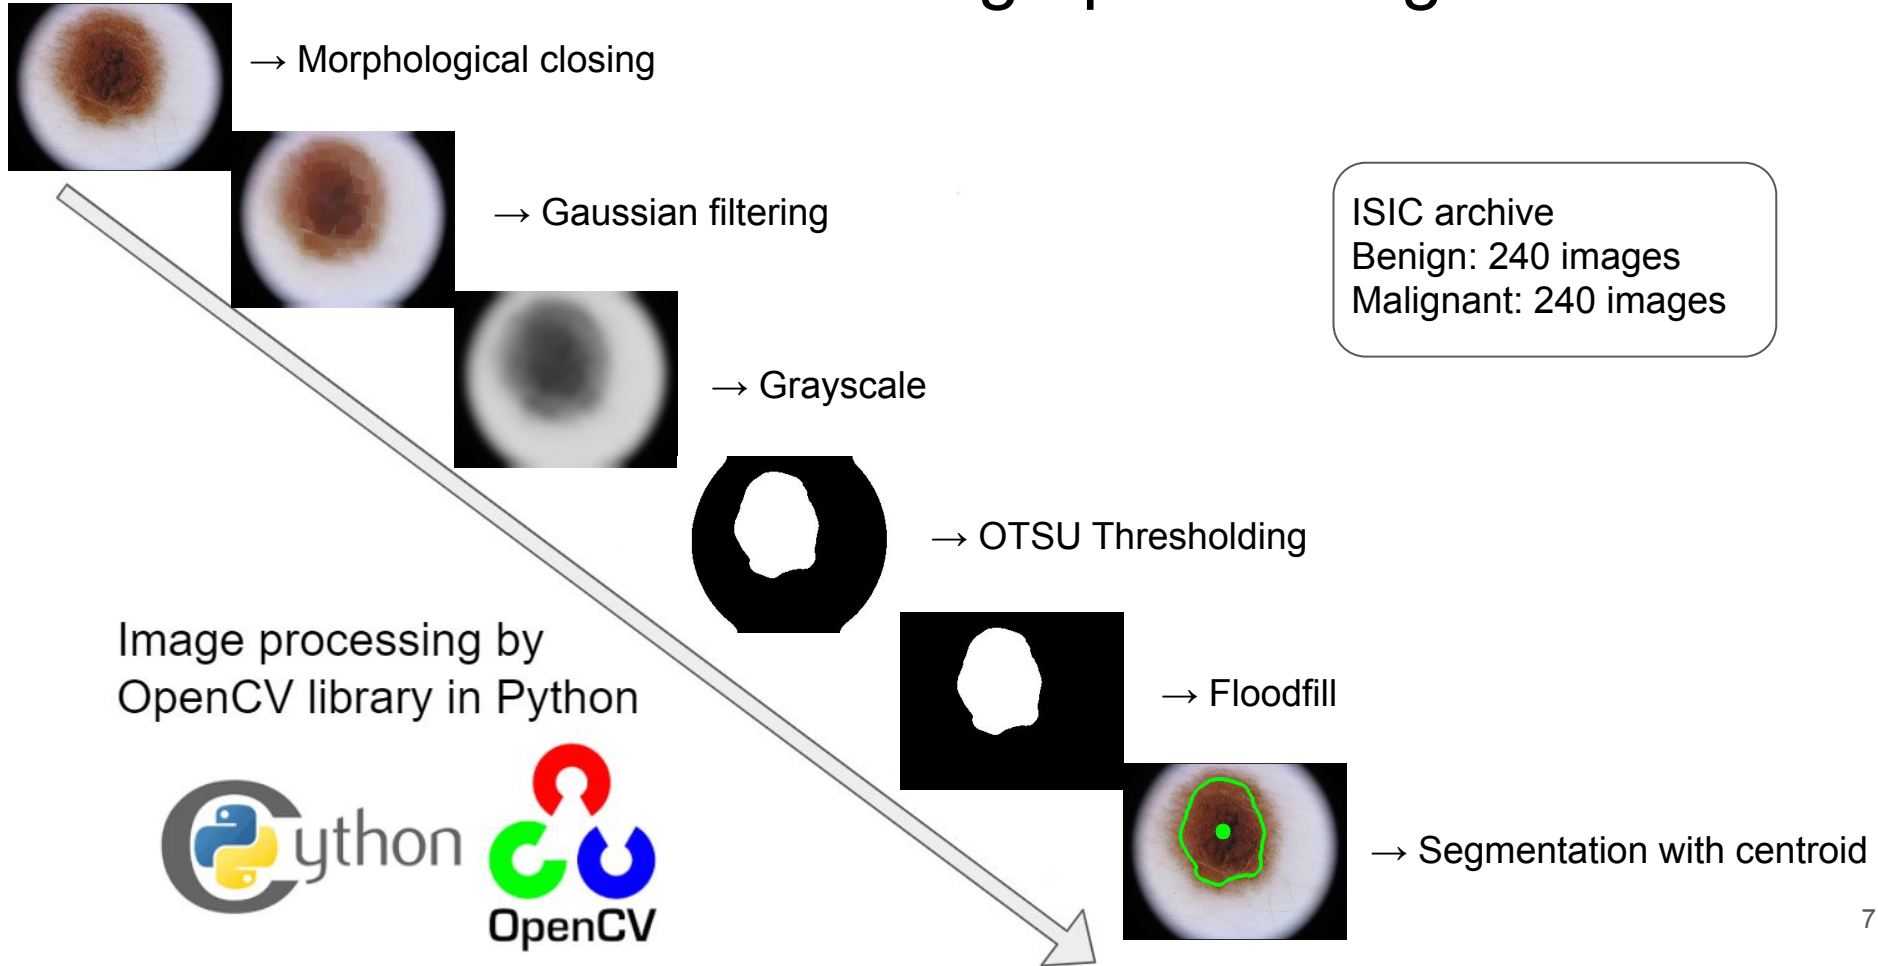 → Morphological closing
→ Gaussian filtering
ISIC archive
Benign: 240 images
Malignant: 240 images
→ Grayscale
→ OTSU Thresholding
Image processing by
OpenCV library in Python
→ Floodfill
Cython
OpenCV
→ Segmentation with centroid
7